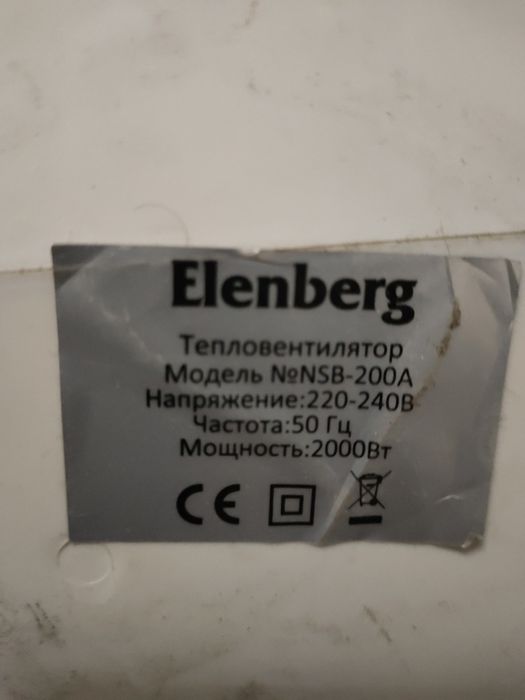 Elenberg
Тепловентилятор
Модель №NSB-200A
Напряжение:220-240В
Частота:50 Гц
Мощность:2000Вт
CE